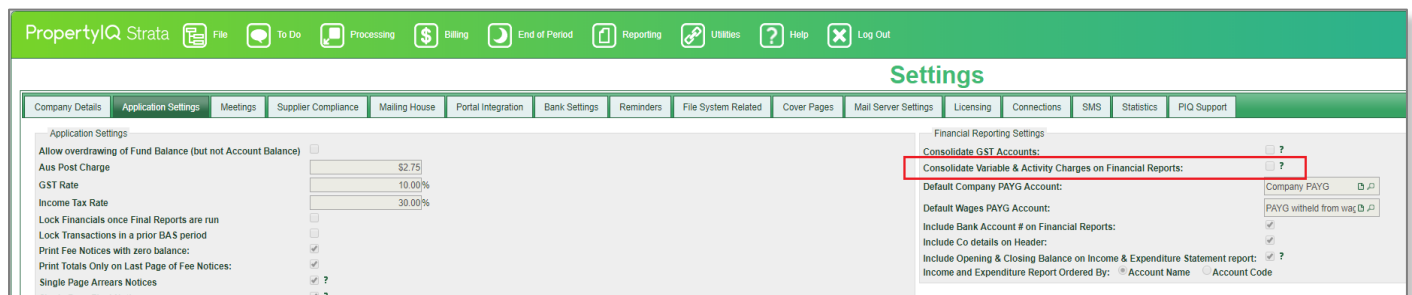 PropertyIQ Strata File To Do Processing Billing End of Period Reporting Utilities Help Log Out
Settings
Company Details Application Settings Meetings Supplier Compliance Mailing House Portal Integration Bank Settings Reminders File System Related Cover Pages Mail Server Settings Licensing Connections SMS Statistics PIQ Support
Application Settings
Allow overdrawing of Fund Balance (but not Account Balance)
Aus Post Charge $2.75
GST Rate 10.00%
Income Tax Rate 30.00%
Lock Financials once Final Reports are run
Lock Transactions in a prior BAS period
Print Fee Notices with zero balance:
Print Totals Only on Last Page of Fee Notices:
Single Page Arrears Notices ?
?
Financial Reporting Settings
Consolidate GST Accounts: ?
Consolidate Variable & Activity Charges on Financial Reports: ?
Default Company PAYG Account: Company PAYG
Default Wages PAYG Account: PAYG witheld from wag
Include Bank Account # on Financial Reports:
Include Co details on Header:
Include Opening & Closing Balance on Income & Expenditure Statement report: ?
Income and Expenditure Report Ordered By: Account Name Account Code